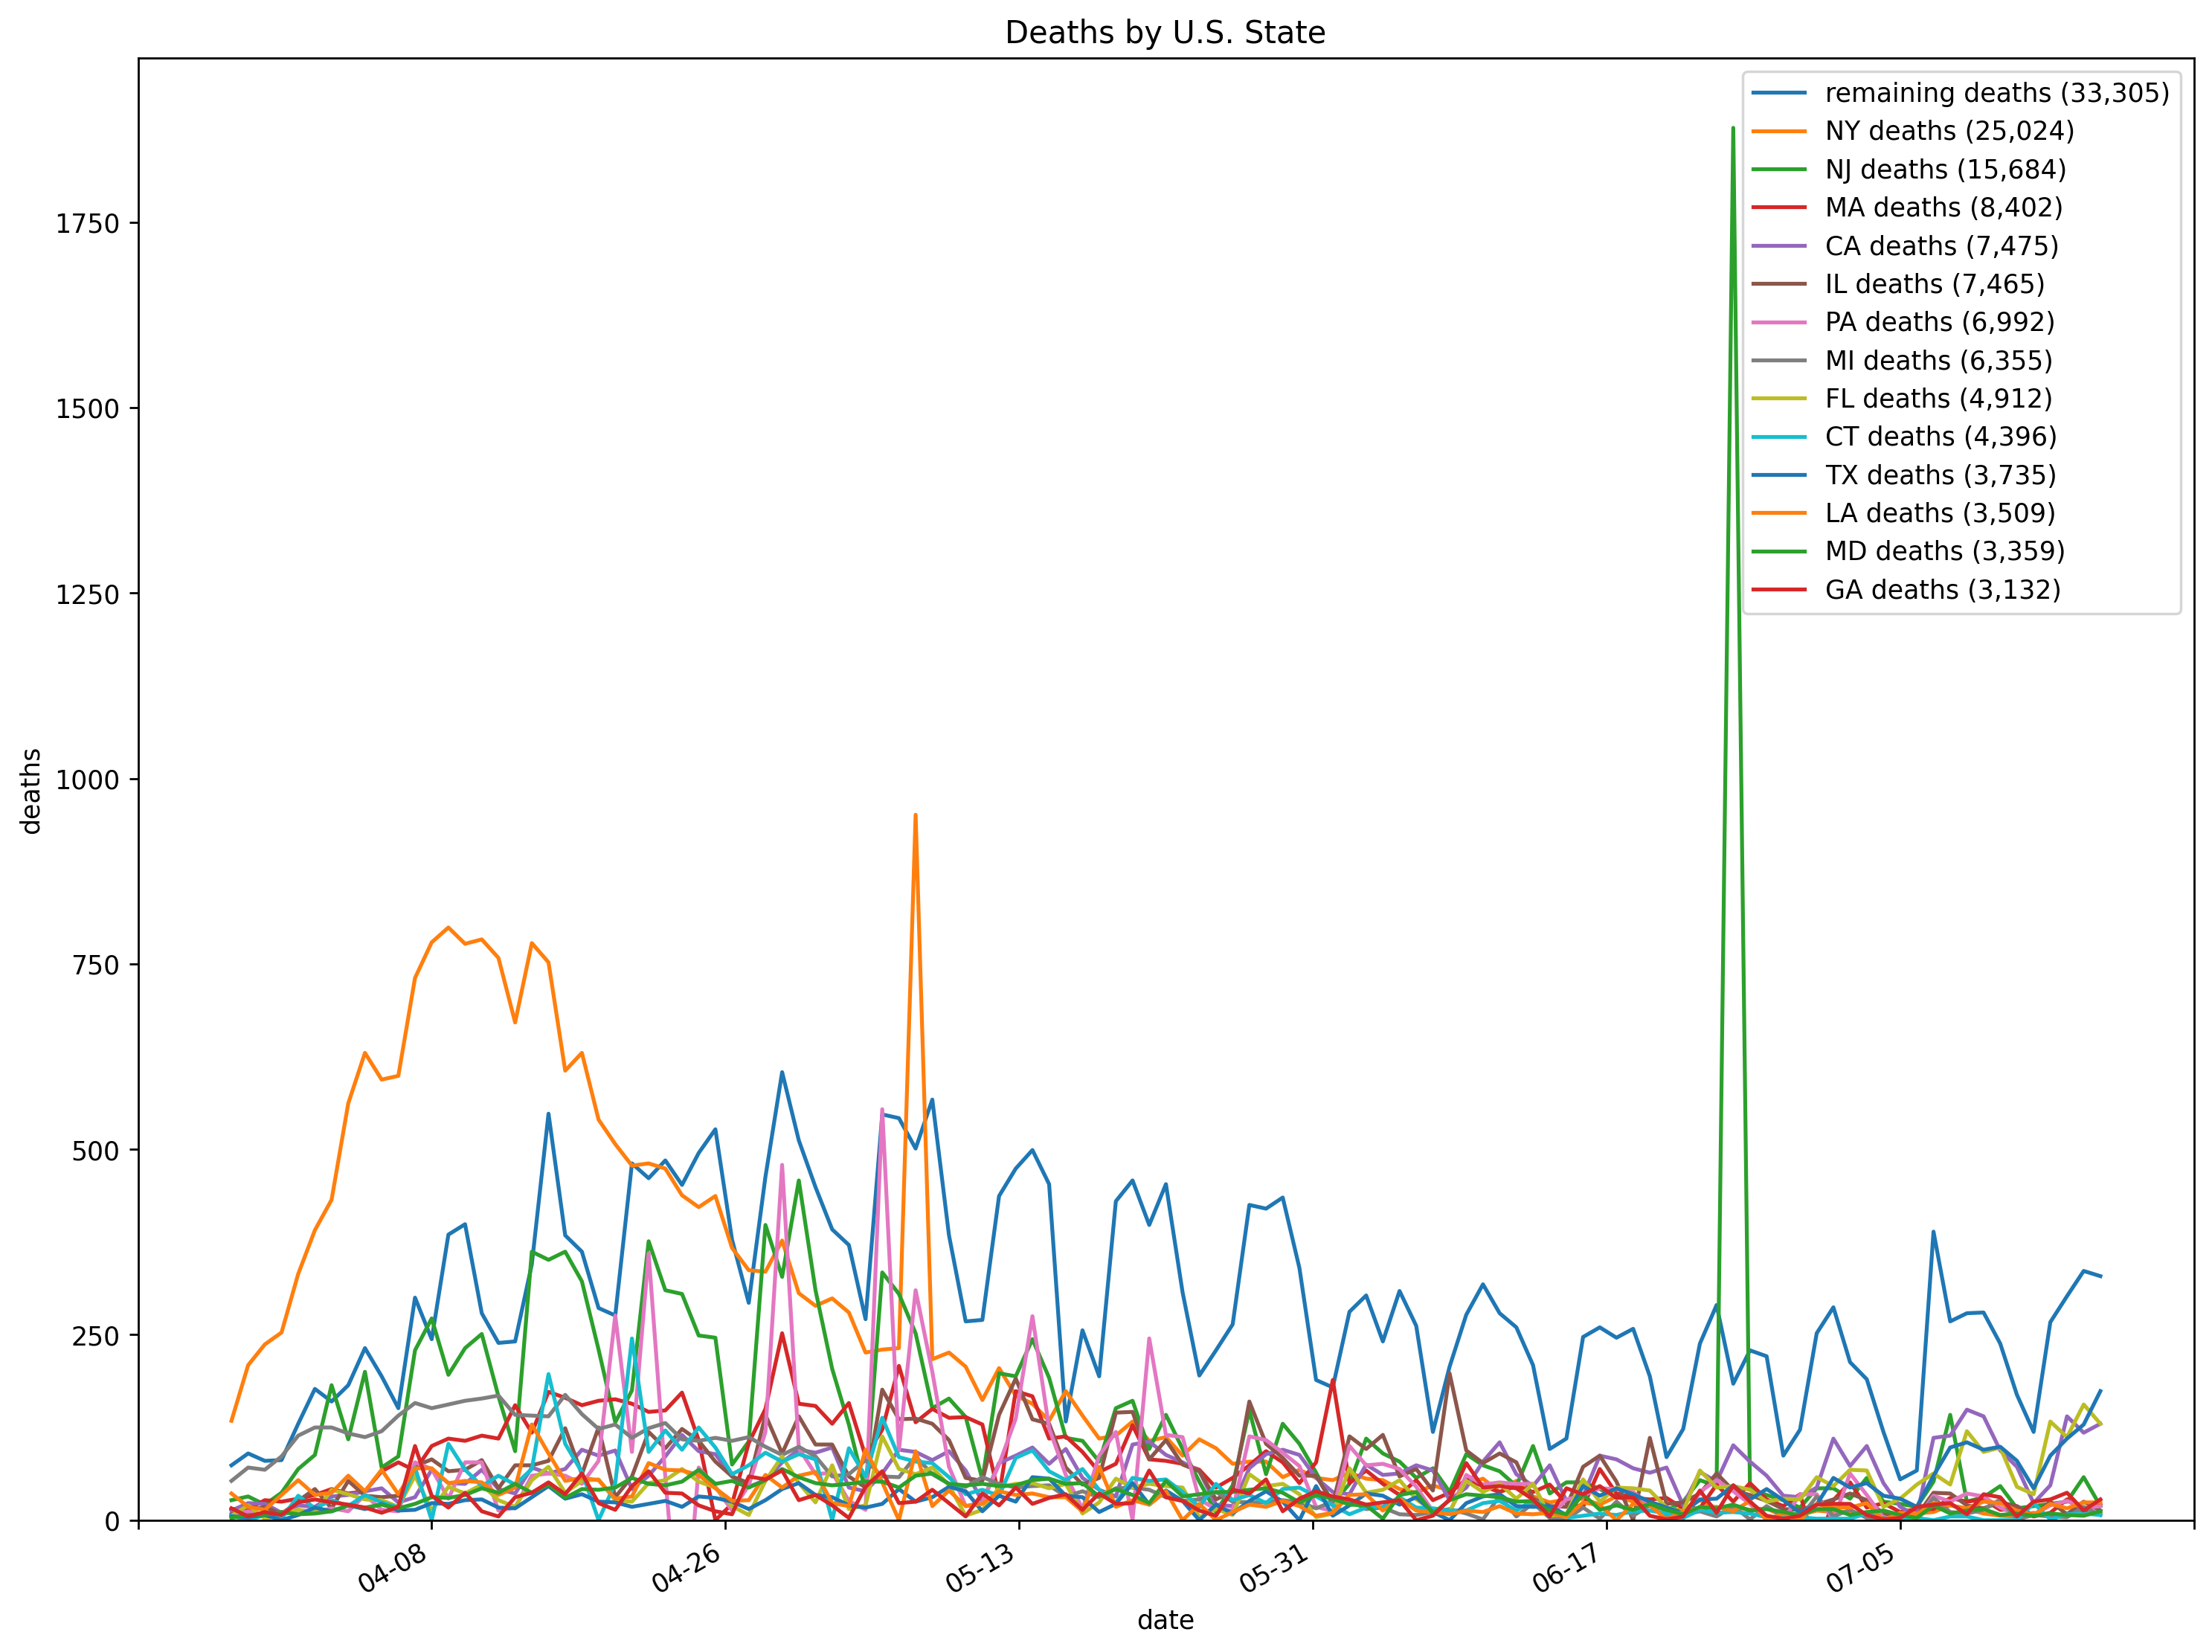 Deaths by U.S. State
remaining deaths (33,305)
NY deaths (25,024)
NJ deaths (15,684)
MA deaths (8,402)
CA deaths (7,475)
IL deaths (7,465)
PA deaths (6,992)
MI deaths (6,355)
FL deaths (4,912)
CT deaths (4,396)
TX deaths (3,735)
LA deaths (3,509)
MD deaths (3,359)
GA deaths (3,132)
1750
1500
1250
1000
750
500
250
0
deaths
04-08
04-26
05-13
05-31
06-17
07-05
date